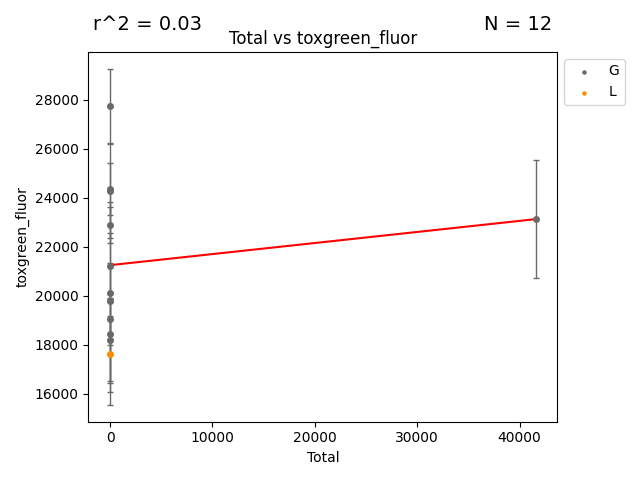 r^2 = 0.03
N = 12
Total vs toxgreen_fluor
G
L
28000
26000
24000
22000
20000
18000
16000
toxgreen_fluor
0
10000
20000
30000
40000
Total